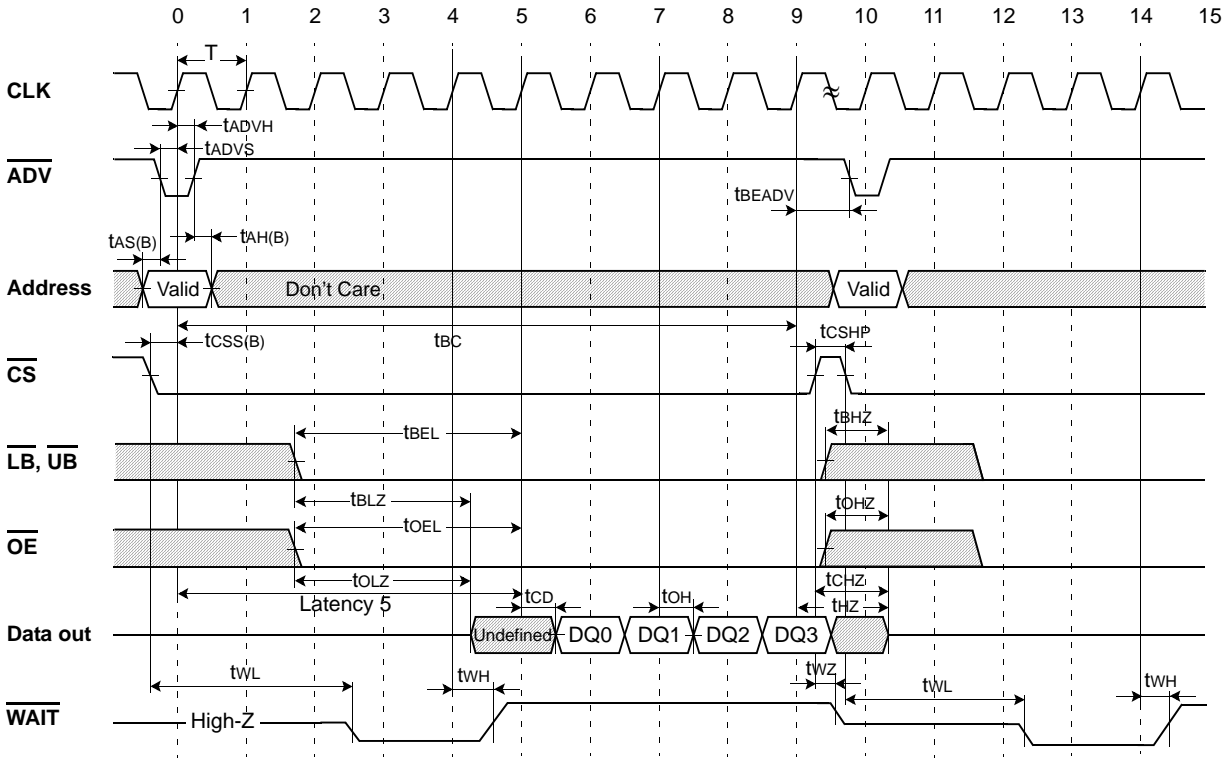 0 1 2 3 4 5 6 7 8 9 10 11 12 13 14 15
T
CLK
tADVH
tADVS
ADV
tBEADV
tAS(B) tAH(B)
Address Valid Don't Care Valid
tCSS(B) tBC tCSHP
CS
tBEL tBHZ
LB, UB
tBLZ tOHZ
tOEL
OE
tOLZ tCHZ
Latency 5 tCD tOH tHZ
Data out Undefined DQ0 DQ1 DQ2 DQ3
tWL tWH tWZ tWL tWH
WAIT High-Z